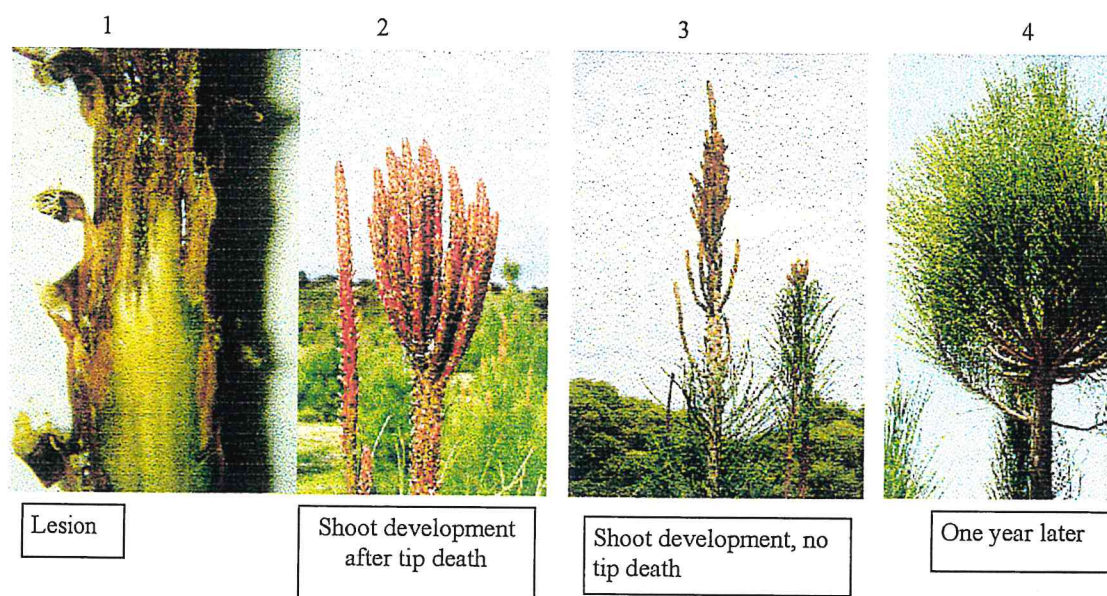 1
2
3
4
Lesion
Shoot development
after tip death
Shoot development, no
tip death
One year later